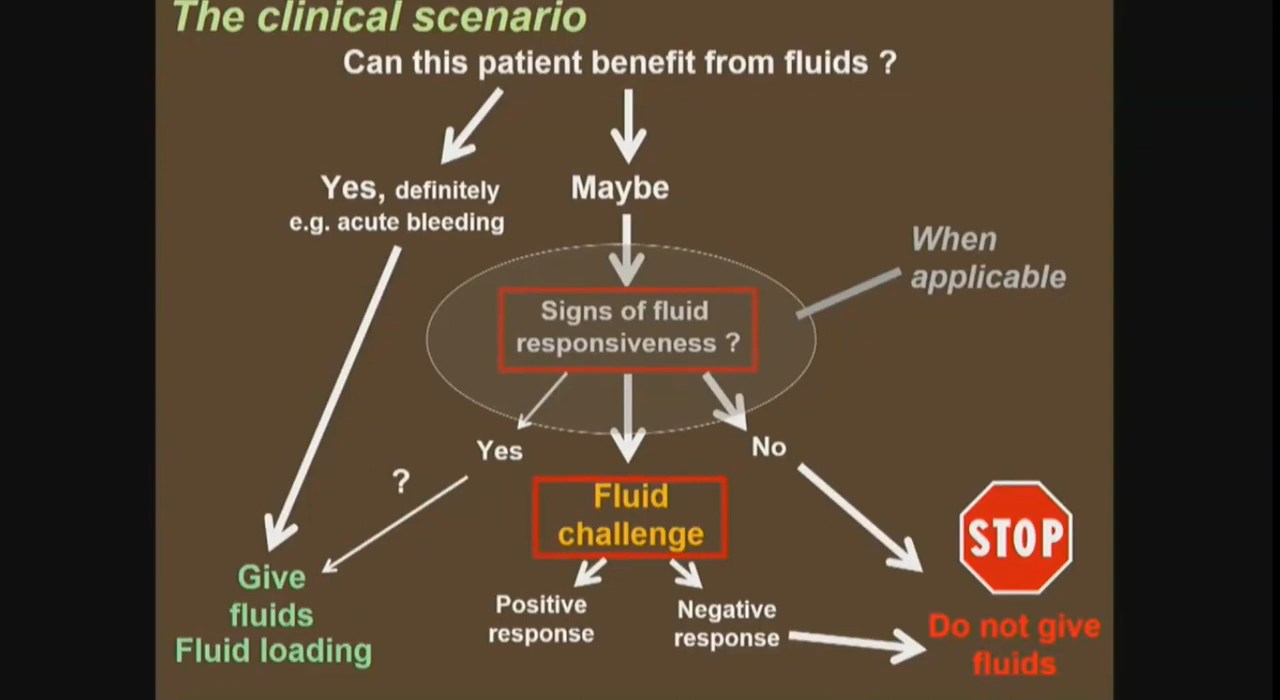 The clinical scenario
Can this patient benefit from fluids ?
Yes, definitely
e.g. acute bleeding
Maybe
When
applicable
Signs of fluid
responsiveness ?
Yes
No
?
Fluid
challenge
STOP
Give
fluids
Fluid loading
Positive
response
Negative
response
Do not give
fluids